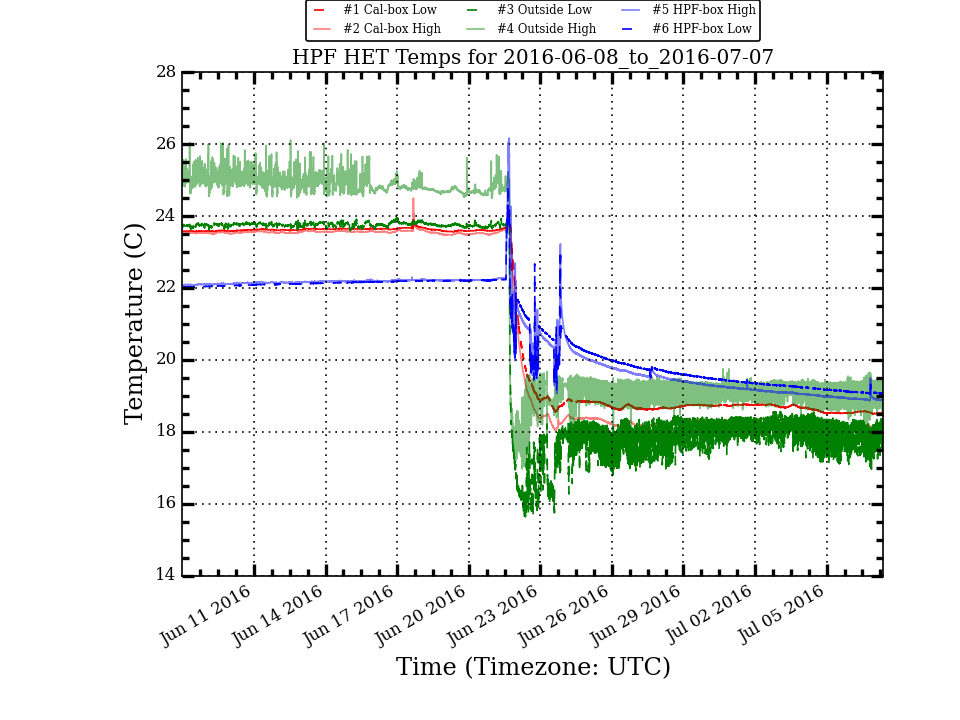 #1 Cal-box Low #3 Outside Low #5 HPF-box High
#2 Cal-box High #4 Outside High #6 HPF-box Low
HPF HET Temps for 2016-06-08_to_2016-07-07
28
26
24
22
20
18
16
14
Temperature (C)
Jun 11 2016
Jun 14 2016
Jun 17 2016
Jun 20 2016
Jun 23 2016
Jun 26 2016
Jun 29 2016
Jul 02 2016
Jul 05 2016
Time (Timezone: UTC)